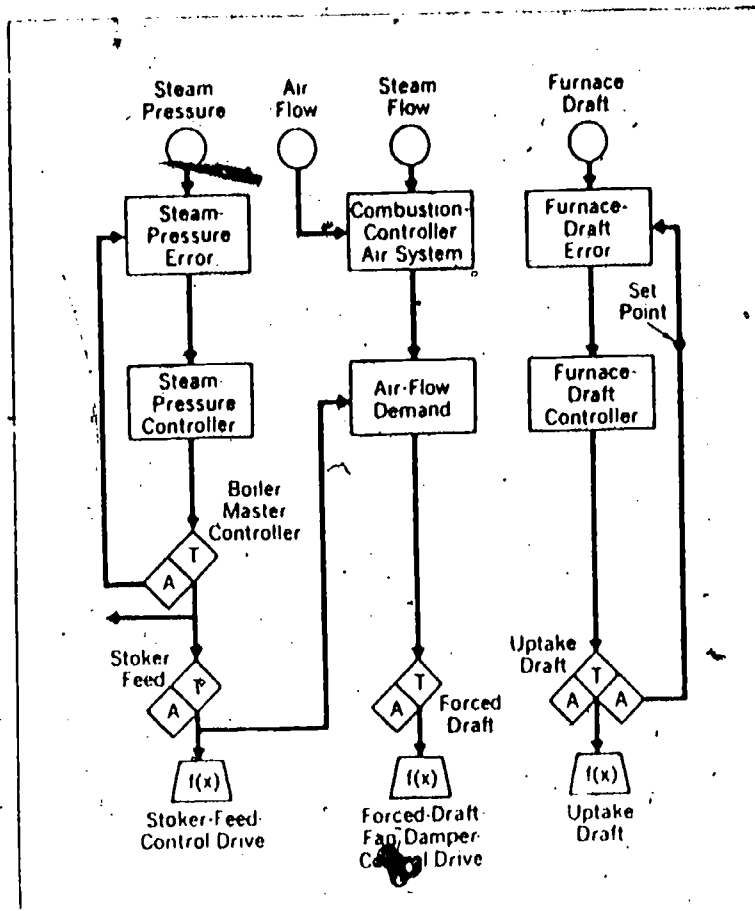 Steam
Pressure
Air
Flow
Steam
Flow
Furnace
Draft
Steam-
Pressure
Error
Combustion-
Controller
Air System
Furnace-
Draft
Error
Set
Point
Steam-
Pressure
Controller
Air-Flow
Demand
Furnace-
Draft
Controller
Boiler
Master
Controller
T
A
Stoker
Feed
T
A
T
A
Forced
Draft
Uptake
Draft
T
A
A
f(x)
f(x)
f(x)
Stoker-Feed-
Control Drive
Forced-Draft-
Fan Damper-
Control Drive
Uptake
Draft